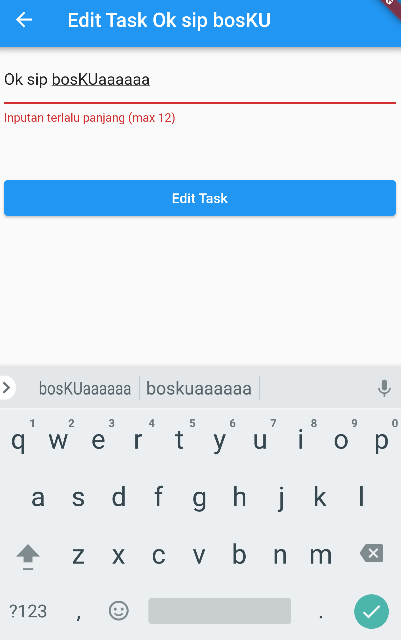 Edit Task Ok sip bosKU
Ok sip bosKUaaaaaa
Inputan terlalu panjang (max 12)
Edit Task
bosKUaaaaaa boskuaaaaaa
1 2 3 4 5 6 7 8 9 0
q w e r t y u i o p
a s d f g h j k l
z x c v b n m
?123 , .